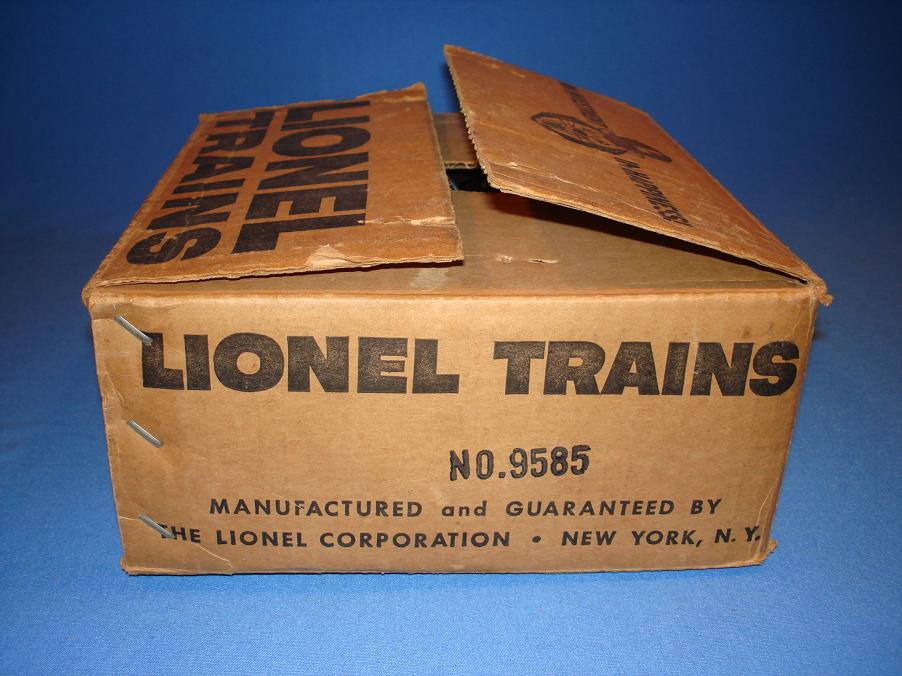 LIONEL
TRAINS
LIONEL TRAINS
NO.9585
MANUFACTURED and GUARANTEED BY
THE LIONEL CORPORATION • NEW YORK, N.Y.